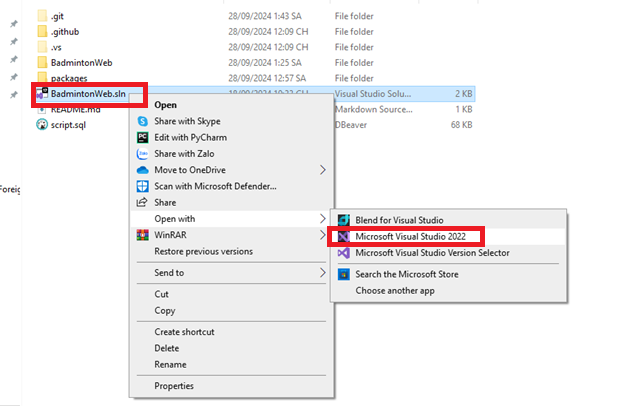 .git 28/09/2024 1:43 SA File folder
.github 28/09/2024 12:09 CH File folder
.vs 28/09/2024 12:09 CH File folder
BadmintonWeb 28/09/2024 1:25 SA File folder
packages 28/09/2024 12:57 SA File folder
BadmintonWeb.sln Visual Studio Solu... 2 KB
README.md Markdown Source... 1 KB
script.sql DBeaver 68 KB
Foreig
Open
Share with Skype
Edit with PyCharm
Share with Zalo
Move to OneDrive
Scan with Microsoft Defender...
Share
Open with
WinRAR
Restore previous versions
Send to
Cut
Copy
Create shortcut
Delete
Rename
Properties
Blend for Visual Studio
Microsoft Visual Studio 2022
Microsoft Visual Studio Version Selector
Search the Microsoft Store
Choose another app